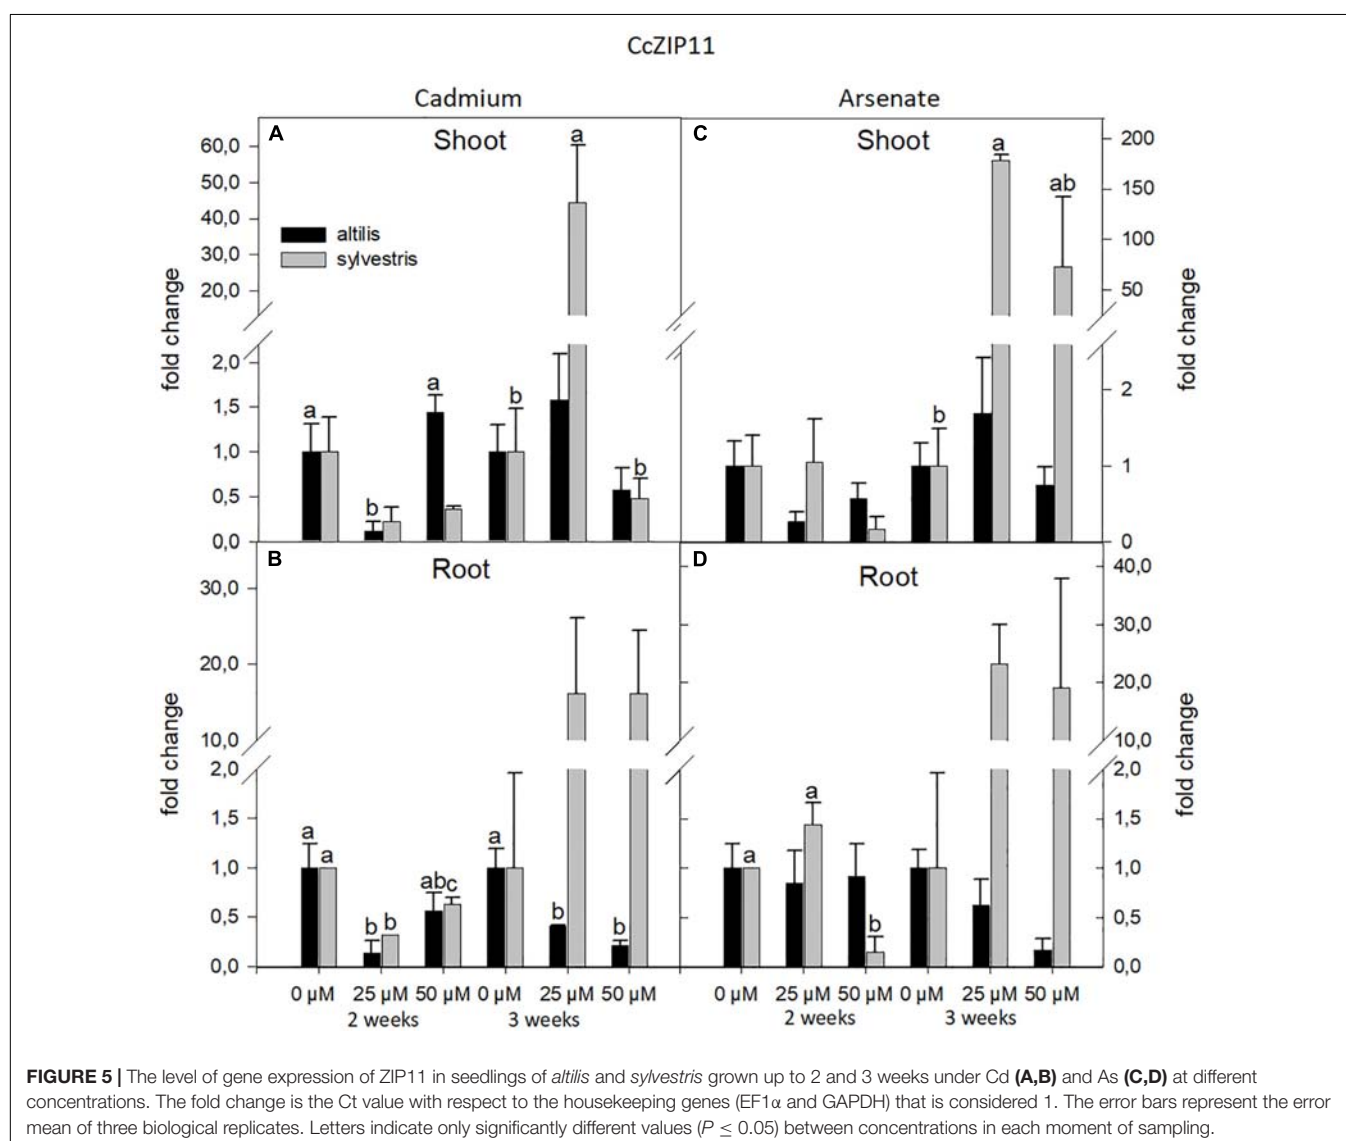 CcZIP11
Cadmium
Arsenate
A
Shoot
a
60,0
50,0
40,0
30,0
20,0
altilis
sylvestris
fold change
2,0
1,5
1,0
0,5
0,0
a
b
a
b
b
C
Shoot
a
ab
b
200
150
100
50
2
1
0
fold change
B
Root
30,0
20,0
10,0
2,0
1,5
1,0
0,5
0,0
fold change
a
a
b
b
ab
c
a
b
b
D
Root
40,0
30,0
20,0
10,0
2,0
1,5
1,0
0,5
0,0
fold change
a
a
b
0 µM 25 µM 50 µM 0 µM 25 µM 50 µM
2 weeks 3 weeks
0 µM 25 µM 50 µM 0 µM 25 µM 50 µM
2 weeks 3 weeks
FIGURE 5 | The level of gene expression of ZIP11 in seedlings of altilis and sylvestris grown up to 2 and 3 weeks under Cd (A,B) and As (C,D) at different
concentrations. The fold change is the Ct value with respect to the housekeeping genes (EF1α and GAPDH) that is considered 1. The error bars represent the error
mean of three biological replicates. Letters indicate only significantly different values (P ≤ 0.05) between concentrations in each moment of sampling.